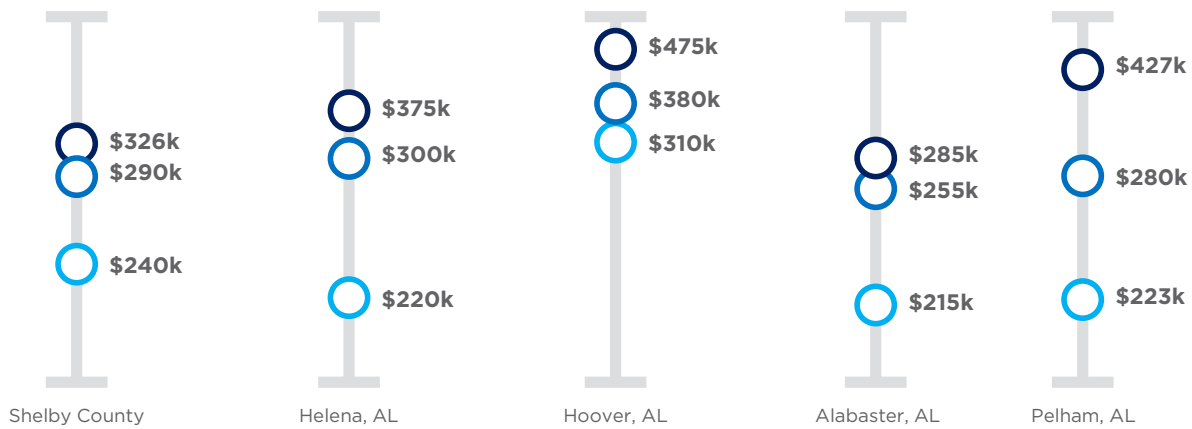 $326k
$290k
$240k
Shelby County
$375k
$300k
$220k
Helena, AL
$475k
$380k
$310k
Hoover, AL
$285k
$255k
$215k
Alabaster, AL
$427k
$280k
$223k
Pelham, AL